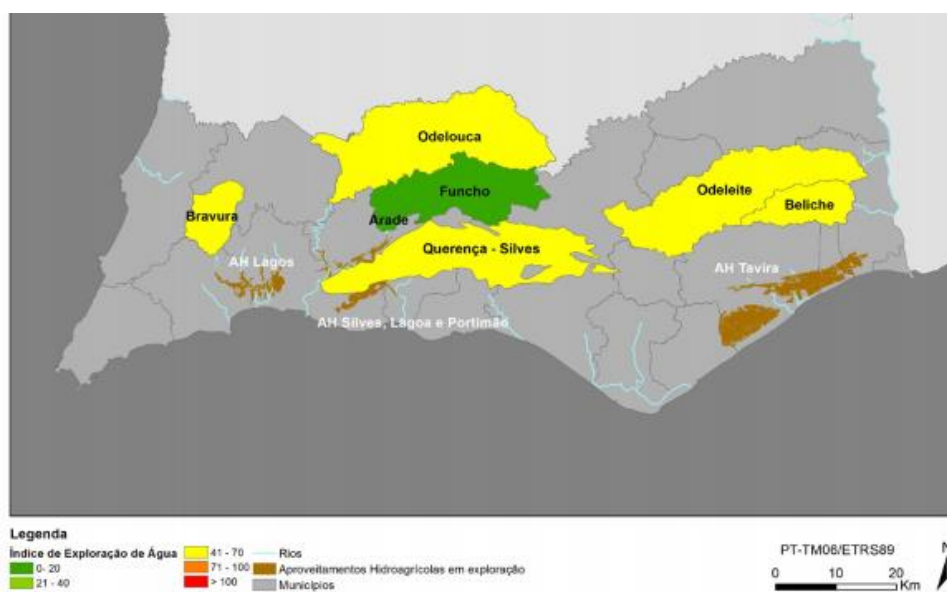 Odelouca
Funcho
Odeleite
Beliche
Bravura
Arade
Querença - Silves
AH Lagos
AH Tavira
AH Silves, Lagoa e Portimão
Legenda
Índice de Exploração de Água
0- 20
21 - 40
41 - 70
71 - 100
> 100
Rios
Aproveitamentos Hidroagrícolas em exploração
Municípios
PT-TM06/ETRS89
0 10 20
Km
N